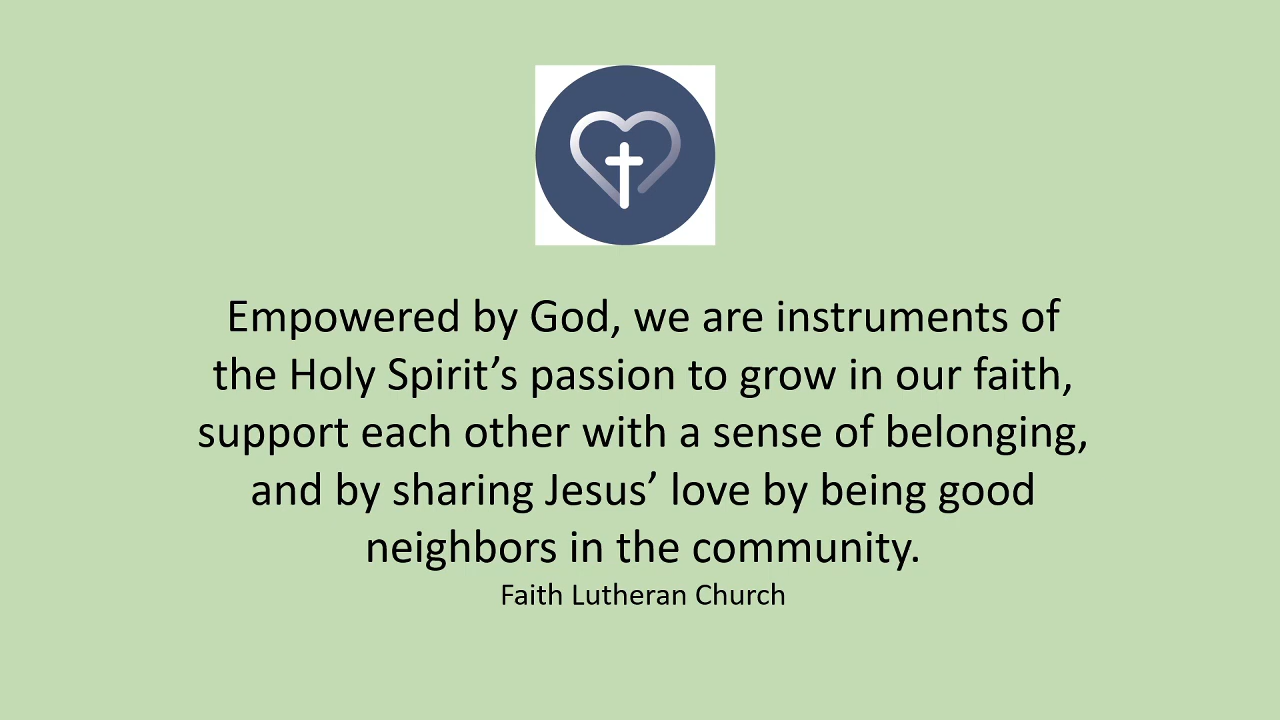 Empowered by God, we are instruments of
the Holy Spirit’s passion to grow in our faith,
support each other with a sense of belonging,
and by sharing Jesus’ love by being good
neighbors in the community.
Faith Lutheran Church